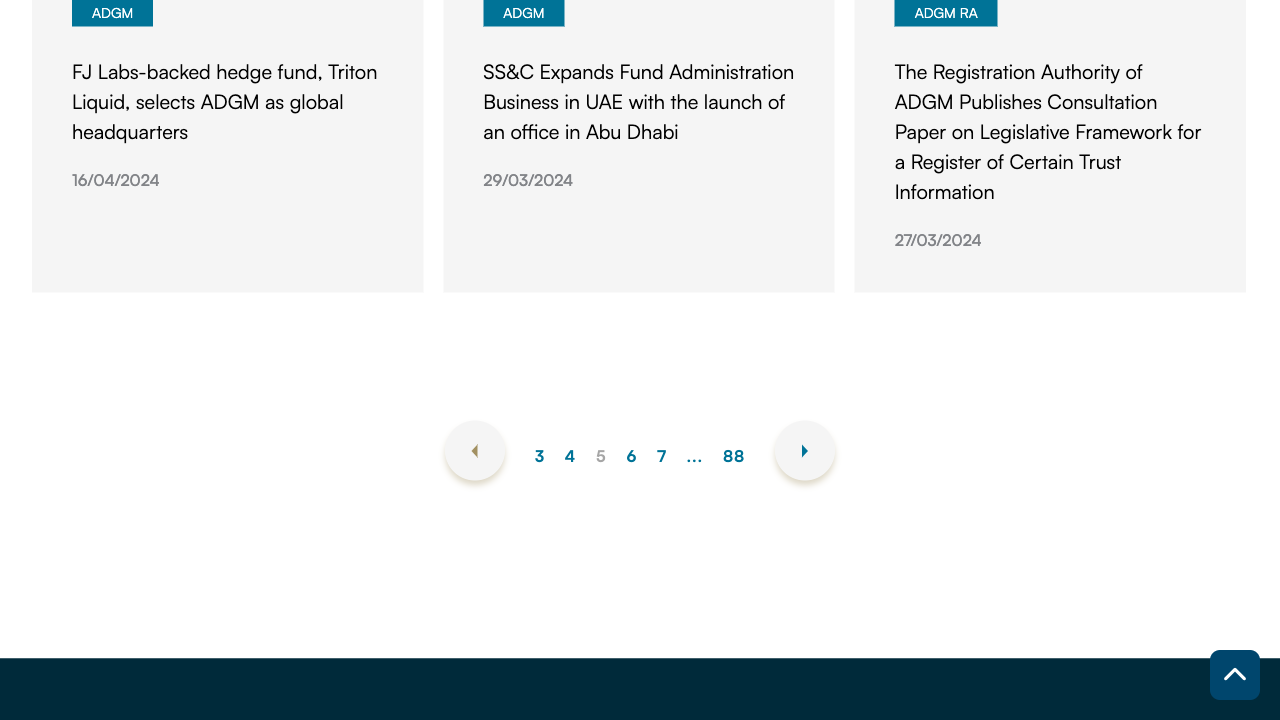 ADGM
FJ Labs-backed hedge fund, Triton
Liquid, selects ADGM as global
headquarters
16/04/2024
ADGM
SS&C Expands Fund Administration
Business in UAE with the launch of
an office in Abu Dhabi
29/03/2024
ADGM RA
The Registration Authority of
ADGM Publishes Consultation
Paper on Legislative Framework for
a Register of Certain Trust
Information
27/03/2024
3 4 5 6 7 ... 88